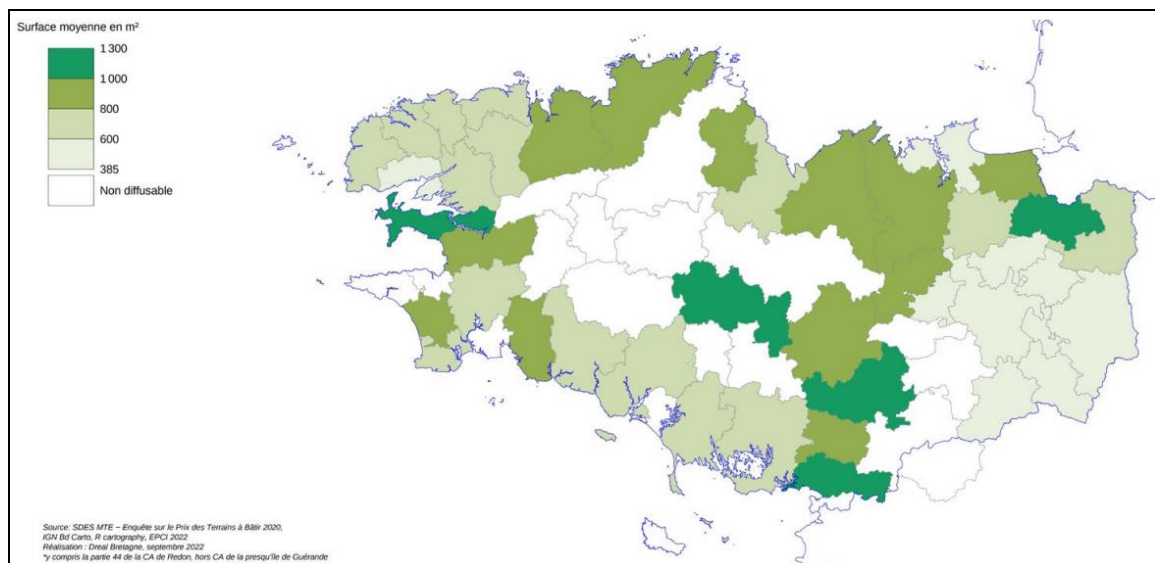 Surface moyenne en m²
1 300
1 000
800
600
385
Non diffusable
Source: SDES MTE – Enquête sur le Prix des Terrains à Bâtir 2020,
IGN Bd Carto, R cartography, EPCI 2022
Réalisation : Dreal Bretagne, septembre 2022
*y compris la partie 44 de la CA de Redon, hors CA de la presqu'île de Guérande